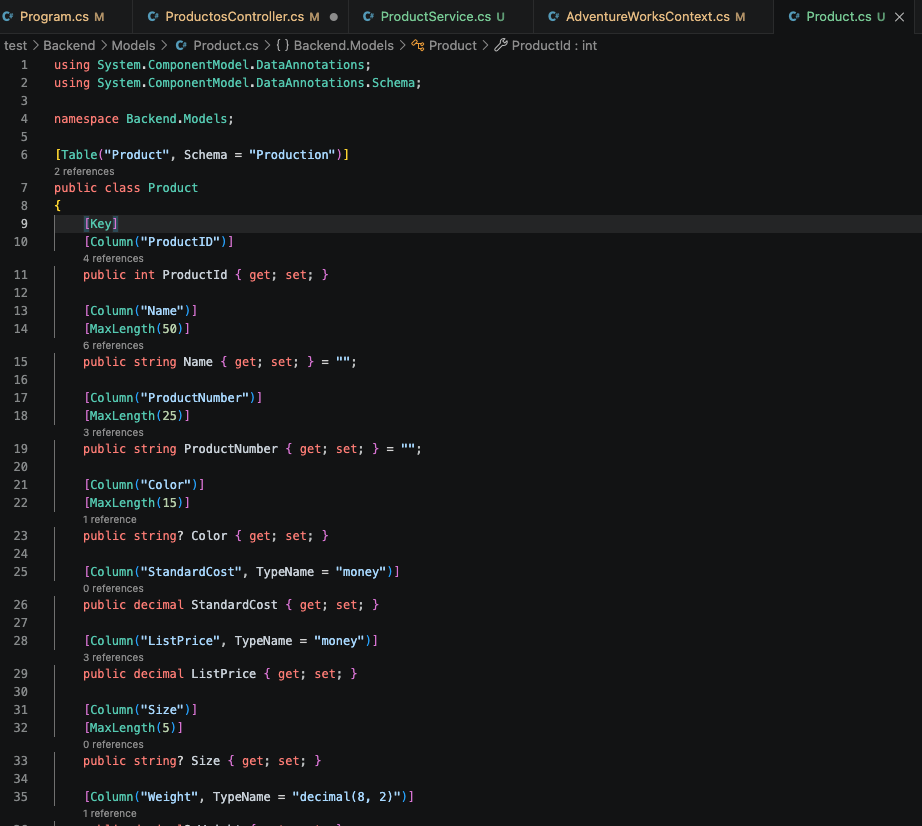 C# Program.cs M C# ProductosController.cs M C# ProductService.cs U C# AdventureWorksContext.cs M C# Product.cs U
test > Backend > Models > C# Product.cs > {} Backend.Models > Product > ProductId : int
1 using System.ComponentModel.DataAnnotations;
2 using System.ComponentModel.DataAnnotations.Schema;
3
4 namespace Backend.Models;
5
6 [Table("Product", Schema = "Production")]
2 references
7 public class Product
8 {
9 [Key]
10 [Column("ProductID")]
4 references
11 public int ProductId { get; set; }
12
13 [Column("Name")]
14 [MaxLength(50)]
6 references
15 public string Name { get; set; } = "";
16
17 [Column("ProductNumber")]
18 [MaxLength(25)]
3 references
19 public string ProductNumber { get; set; } = "";
20
21 [Column("Color")]
22 [MaxLength(15)]
1 reference
23 public string? Color { get; set; }
24
25 [Column("StandardCost", TypeName = "money")]
0 references
26 public decimal StandardCost { get; set; }
27
28 [Column("ListPrice", TypeName = "money")]
3 references
29 public decimal ListPrice { get; set; }
30
31 [Column("Size")]
32 [MaxLength(5)]
0 references
33 public string? Size { get; set; }
34
35 [Column("Weight", TypeName = "decimal(8, 2)")]
1 reference